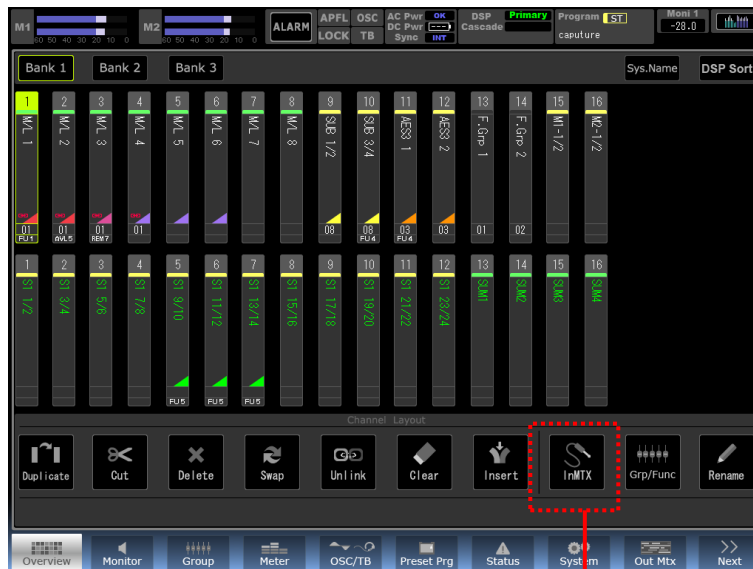 M1 60 50 40 30 20 10 0 M2 60 50 40 30 20 10 0 ALARM APFL OSC AC Pwr OK DSP Primary Program ST Moni 1
LOCK TB DC Pwr Cascade caputure -28.0
Sync INT
Bank 1 Bank 2 Bank 3 Sys.Name DSP Sort
1 2 3 4 5 6 7 8 9 10 11 12 13 14 15 16
M/L 1 M/L 2 M/L 3 M/L 4 M/L 5 M/L 6 M/L 7 M/L 8 SUB 1/2 SUB 3/4 AES3 1 AES3 2 F.Grp 1 F.Grp 2 M1-1/2 M2-1/2
01 01 01 01 08 08 03 03 01 02
FU1 AVL5 REM7 FU4 FU4
1 2 3 4 5 6 7 8 9 10 11 12 13 14 15 16
S1 1/2 S1 3/4 S1 5/6 S1 7/8 S1 9/10 S1 11/12 S1 13/14 S1 15/16 S1 17/18 S1 19/20 S1 21/22 S1 23/24 SUM1 SUM2 SUM3 SUM4
FU5 FU5 FU5
Channel Layout
Duplicate Cut Delete Swap Unlink Clear Insert InMTX Grp/Func Rename
Overview Monitor Group Meter OSC/TB Preset Prg Status System Out Mtx Next